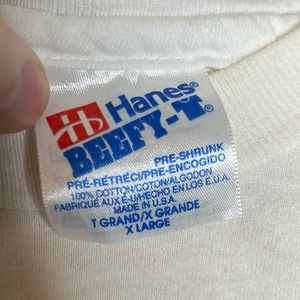 Hanes®
BEEFY-T®
PRE-SHRUNK
PRÉ-RÉTRÉCI/PRE-ENCOGIDO
100% COTTON/COTON/ALGODON
FABRIQUÉ AUX É-U/HECHO EN LOS E.U.A.
MADE IN U.S.A.
T GRAND/X GRANDE
X LARGE